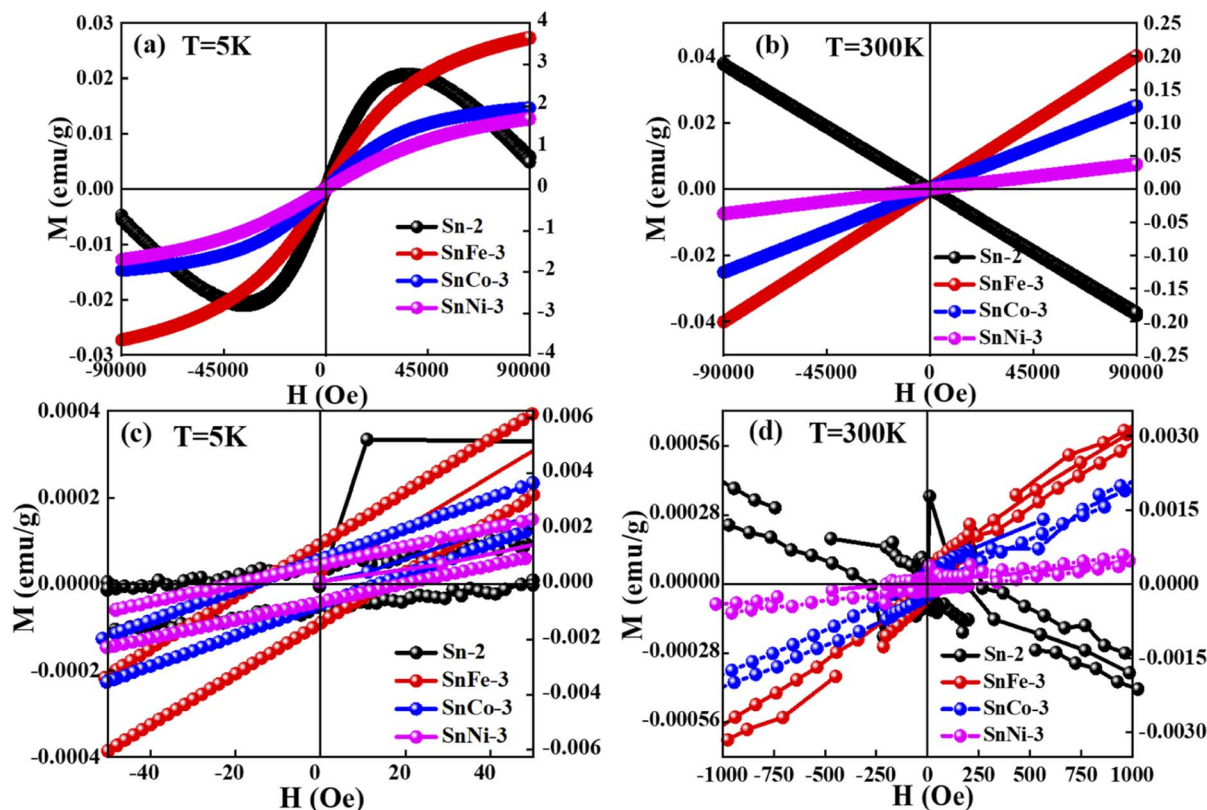 (a) T=5K
M (emu/g)
0.03
0.02
0.01
0.00
-0.01
-0.02
-0.03
4
3
2
1
0
-1
-2
-3
-4
Sn-2
SnFe-3
SnCo-3
SnNi-3
-90000 -45000 0 45000 90000
H (Oe)
(b) T=300K
M (emu/g)
0.04
0.02
0.00
-0.02
-0.04
0.25
0.20
0.15
0.10
0.05
0.00
-0.05
-0.10
-0.15
-0.20
-0.25
Sn-2
SnFe-3
SnCo-3
SnNi-3
-90000 -45000 0 45000 90000
H (Oe)
(c) T=5K
M (emu/g)
0.0004
0.0002
0.0000
-0.0002
-0.0004
0.006
0.004
0.002
0.000
-0.002
-0.004
-0.006
Sn-2
SnFe-3
SnCo-3
SnNi-3
-40 -20 0 20 40
H (Oe)
(d) T=300K
M (emu/g)
0.00056
0.00028
0.00000
-0.00028
-0.00056
0.0030
0.0015
0.0000
-0.0015
-0.0030
Sn-2
SnFe-3
SnCo-3
SnNi-3
-1000 -750 -500 -250 0 250 500 750 1000
H (Oe)